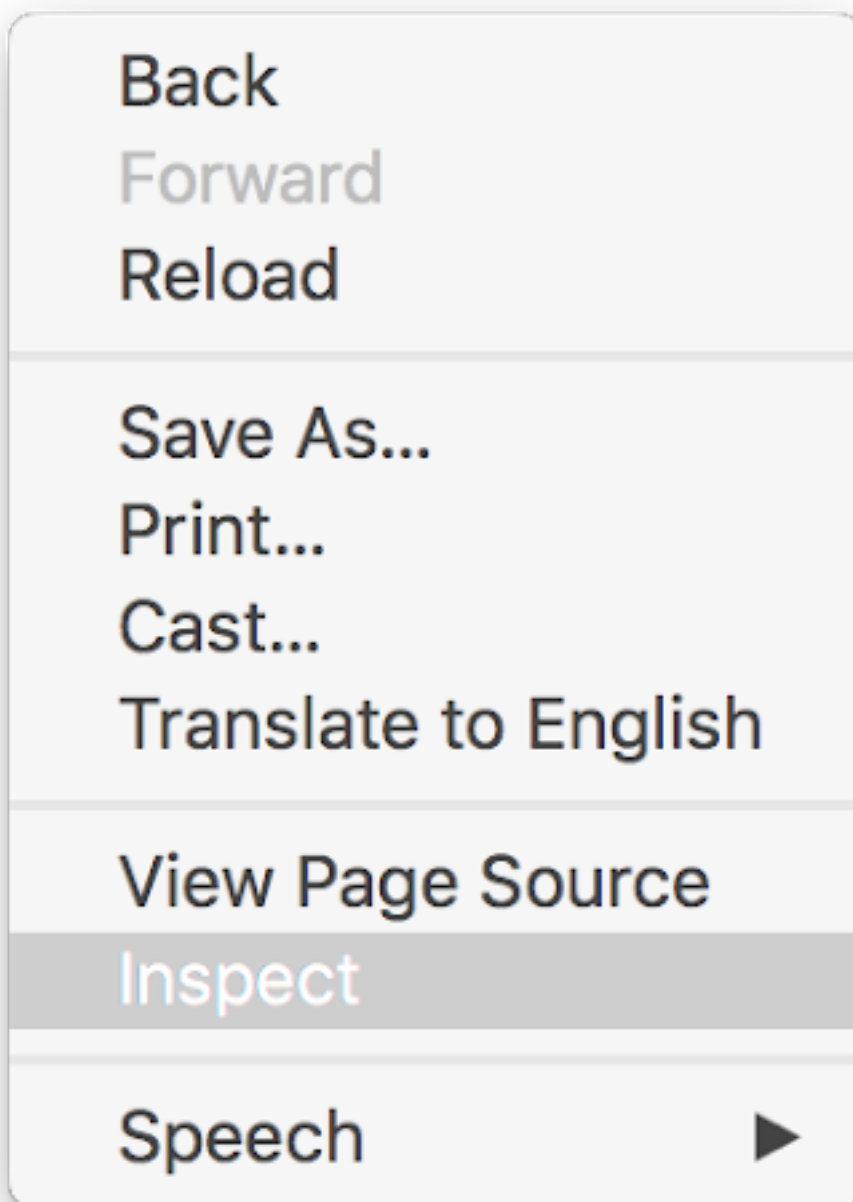 Back
Forward
Reload
Save As...
Print...
Cast...
Translate to English
View Page Source
Inspect
Speech